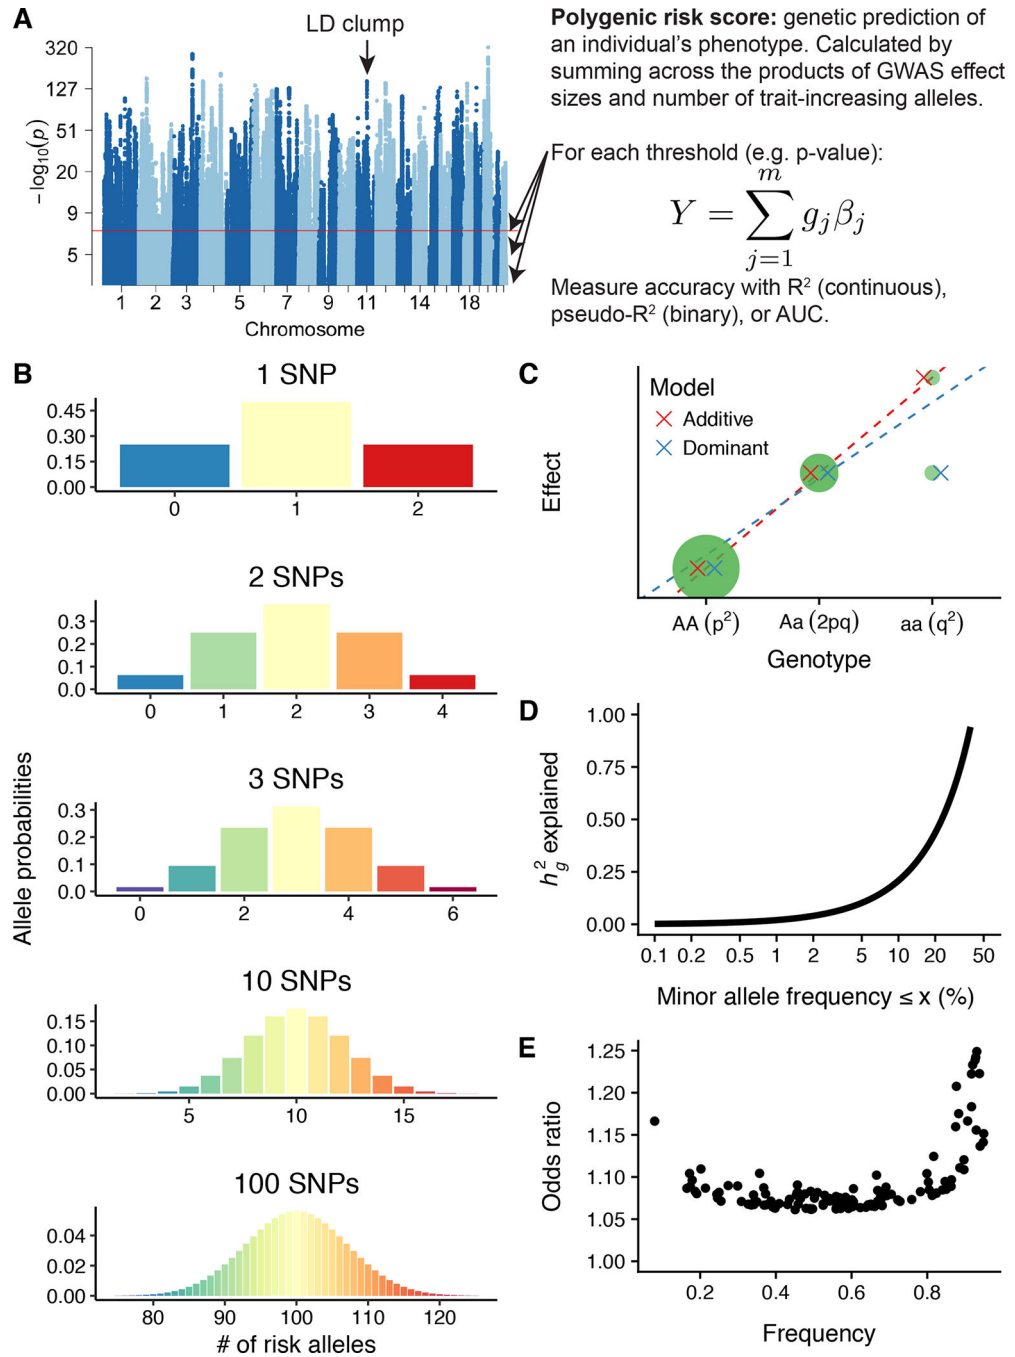 A
LD clump
320
127
51
20
9
5
−log10(p)
1 2 3 5 7 9 11 14 18
Chromosome
Polygenic risk score: genetic prediction of
an individual's phenotype. Calculated by
summing across the products of GWAS effect
sizes and number of trait-increasing alleles.
For each threshold (e.g. p-value):
Y = ∑ᵐⱼ₌₁ gⱼβⱼ
Measure accuracy with R² (continuous),
pseudo-R² (binary), or AUC.
B
1 SNP
0.45
0.30
0.15
0.00
0 1 2
2 SNPs
0.3
0.2
0.1
0.0
0 1 2 3 4
3 SNPs
0.3
0.2
0.1
0.0
0 2 4 6
10 SNPs
0.15
0.10
0.05
0.00
5 10 15
100 SNPs
0.04
0.02
0.00
80 90 100 110 120
# of risk alleles
Allele probabilities
C
Model
Additive
Dominant
Effect
AA (p²) Aa (2pq) aa (q²)
Genotype
D
1.00
0.75
0.50
0.25
0.00
h²g explained
0.1 0.2 0.5 1 2 5 10 20 50
Minor allele frequency ≤ x (%)
E
1.25
1.20
1.15
1.10
1.05
1.00
Odds ratio
0.2 0.4 0.6 0.8
Frequency